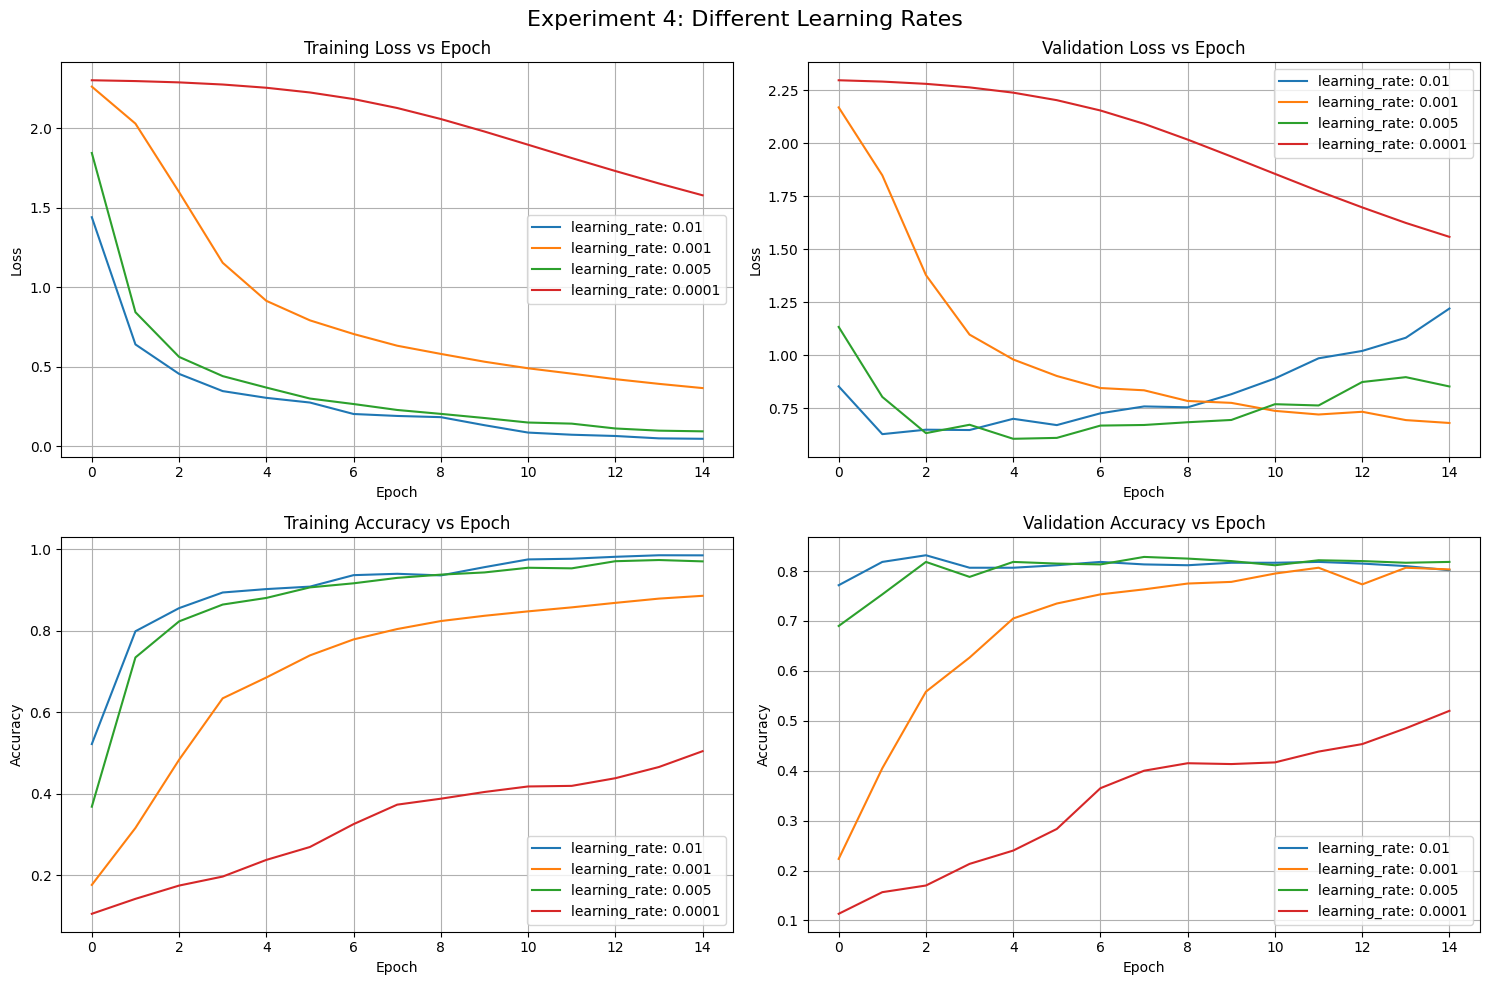 Experiment 4: Different Learning Rates
Training Loss vs Epoch
Loss
2.0
1.5
1.0
0.5
0.0
learning_rate: 0.01
learning_rate: 0.001
learning_rate: 0.005
learning_rate: 0.0001
0 2 4 6 8 10 12 14
Epoch
Validation Loss vs Epoch
Loss
2.25
2.00
1.75
1.50
1.25
1.00
0.75
learning_rate: 0.01
learning_rate: 0.001
learning_rate: 0.005
learning_rate: 0.0001
0 2 4 6 8 10 12 14
Epoch
Training Accuracy vs Epoch
Accuracy
1.0
0.8
0.6
0.4
0.2
learning_rate: 0.01
learning_rate: 0.001
learning_rate: 0.005
learning_rate: 0.0001
0 2 4 6 8 10 12 14
Epoch
Validation Accuracy vs Epoch
Accuracy
0.8
0.7
0.6
0.5
0.4
0.3
0.2
0.1
learning_rate: 0.01
learning_rate: 0.001
learning_rate: 0.005
learning_rate: 0.0001
0 2 4 6 8 10 12 14
Epoch